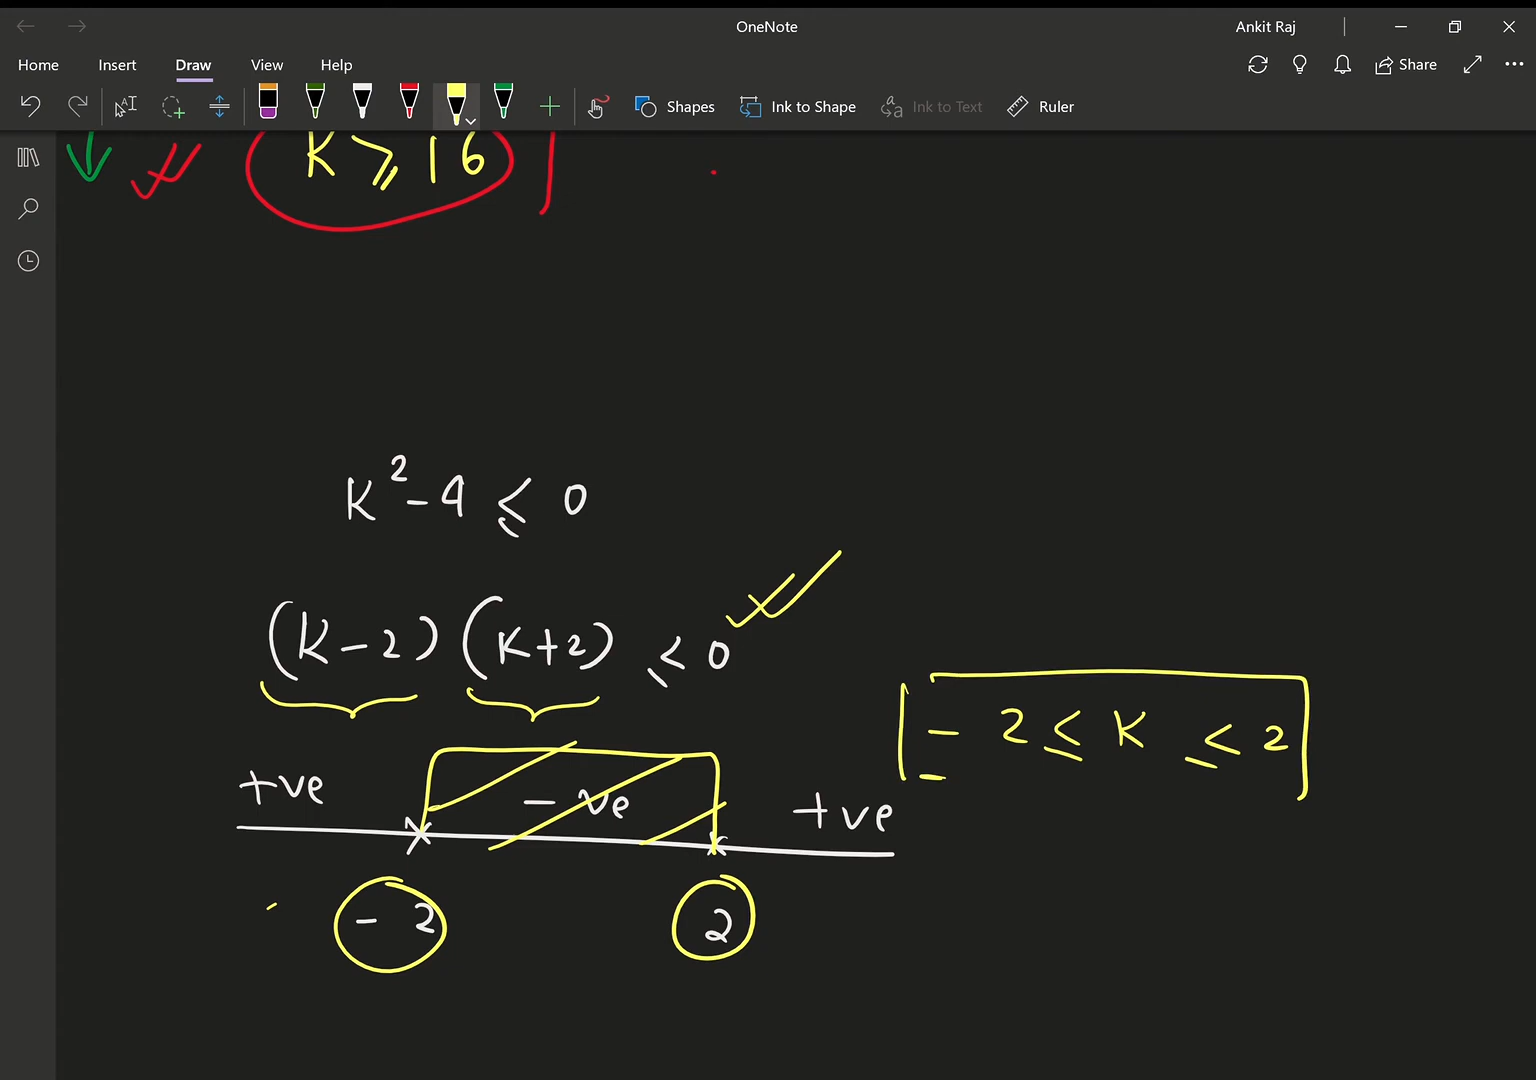 OneNote
Ankit Raj
Home Insert Draw View Help
Share
Shapes Ink to Shape Ink to Text Ruler
K ⩾ 16
K² - 4 ≤ 0
(K - 2) (K + 2) ≤ 0
- 2 ≤ K ≤ 2
+ve - ve +ve
- 2 2